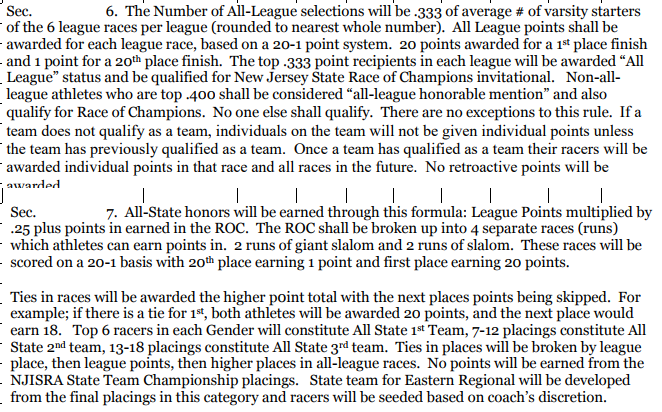 Sec. 6. The Number of All-League selections will be .333 of average # of varsity starters
of the 6 league races per league (rounded to nearest whole number). All League points shall be
awarded for each league race, based on a 20-1 point system. 20 points awarded for a 1st place finish
and 1 point for a 20th place finish. The top .333 point recipients in each league will be awarded “All
League” status and be qualified for New Jersey State Race of Champions invitational. Non-all-
league athletes who are top .400 shall be considered “all-league honorable mention” and also
qualify for Race of Champions. No one else shall qualify. There are no exceptions to this rule. If a
team does not qualify as a team, individuals on the team will not be given individual points unless
the team has previously qualified as a team. Once a team has qualified as a team their racers will be
awarded individual points in that race and all races in the future. No retroactive points will be
awarded
Sec. 7. All-State honors will be earned through this formula: League Points multiplied by
.25 plus points in earned in the ROC. The ROC shall be broken up into 4 separate races (runs)
which athletes can earn points in. 2 runs of giant slalom and 2 runs of slalom. These races will be
scored on a 20-1 basis with 20th place earning 1 point and first place earning 20 points.
Ties in races will be awarded the higher point total with the next places points being skipped. For
example; if there is a tie for 1st, both athletes will be awarded 20 points, and the next place would
earn 18. Top 6 racers in each Gender will constitute All State 1st Team, 7-12 placings constitute All
State 2nd team, 13-18 placings constitute All State 3rd team. Ties in places will be broken by league
place, then league points, then higher places in all-league races. No points will be earned from the
NJISRA State Team Championship placings. State team for Eastern Regional will be developed
from the final placings in this category and racers will be seeded based on coach’s discretion.